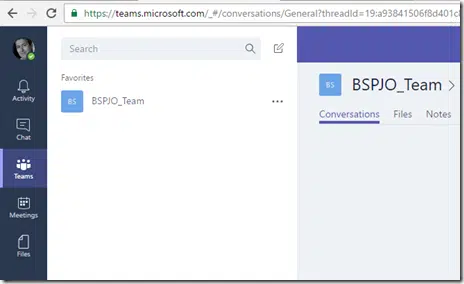 https://teams.microsoft.com/_#/conversations/General?threadId=19:a93841506f8d401c
Search
Favorites
BS BSPJO_Team ...
Activity
Chat
Teams
Meetings
Files
BS BSPJO_Team >
Conversations Files Notes